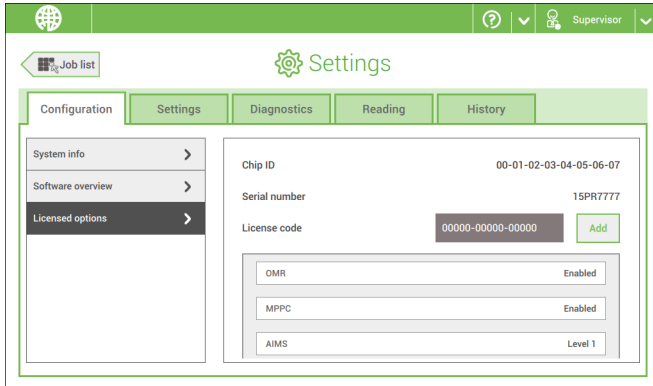 Supervisor
Job list
Settings
Configuration
Settings
Diagnostics
Reading
History
System info
Software overview
Licensed options
Chip ID 00-01-02-03-04-05-06-07
Serial number 15PR7777
License code 00000-00000-00000 Add
OMR Enabled
MPPC Enabled
AIMS Level 1